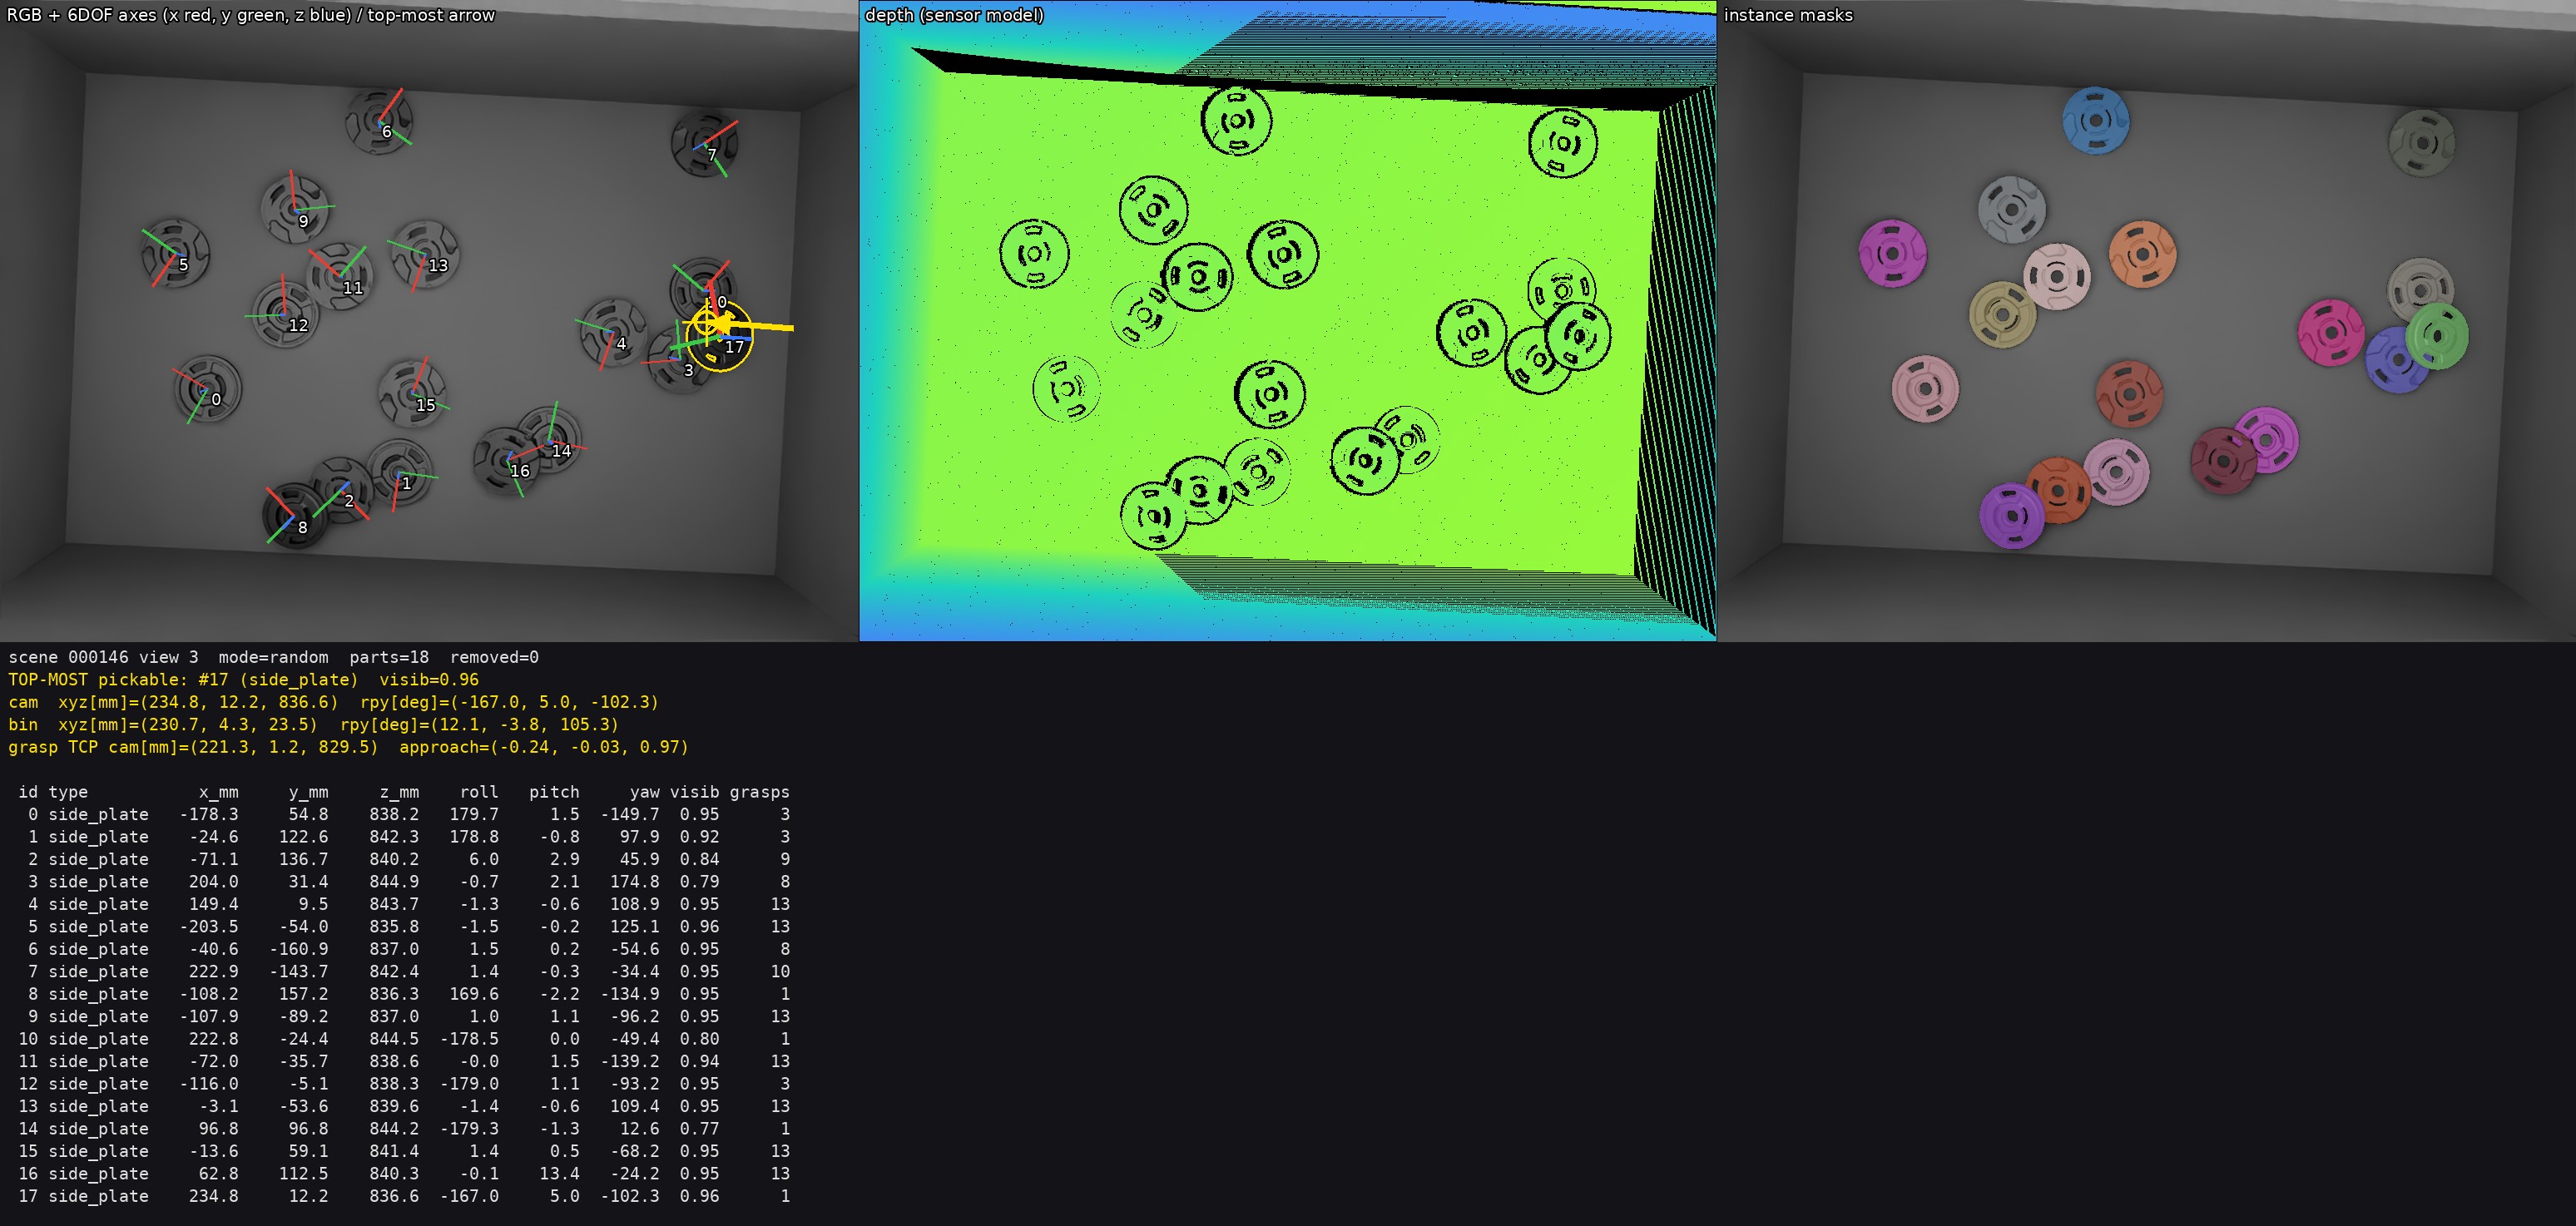 RGB + 6DOF axes (x red, y green, z blue) / top-most arrow
depth (sensor model)
instance masks
6
7
9
5
13
11
10
12
4
17
3
0
15
14
16
1
2
8
scene 000146 view 3  mode=random  parts=18  removed=0
TOP-MOST pickable: #17 (side_plate)  visib=0.96
cam  xyz[mm]=(234.8, 12.2, 836.6)  rpy[deg]=(-167.0, 5.0, -102.3)
bin  xyz[mm]=(230.7, 4.3, 23.5)  rpy[deg]=(12.1, -3.8, 105.3)
grasp TCP cam[mm]=(221.3, 1.2, 829.5)  approach=(-0.24, -0.03, 0.97)
id type x_mm y_mm z_mm roll pitch yaw visib grasps
0 side_plate -178.3 54.8 838.2 179.7 1.5 -149.7 0.95 3
1 side_plate -24.6 122.6 842.3 178.8 -0.8 97.9 0.92 3
2 side_plate -71.1 136.7 840.2 6.0 2.9 45.9 0.84 9
3 side_plate 204.0 31.4 844.9 -0.7 2.1 174.8 0.79 8
4 side_plate 149.4 9.5 843.7 -1.3 -0.6 108.9 0.95 13
5 side_plate -203.5 -54.0 835.8 -1.5 -0.2 125.1 0.96 13
6 side_plate -40.6 -160.9 837.0 1.5 0.2 -54.6 0.95 8
7 side_plate 222.9 -143.7 842.4 1.4 -0.3 -34.4 0.95 10
8 side_plate -108.2 157.2 836.3 169.6 -2.2 -134.9 0.95 1
9 side_plate -107.9 -89.2 837.0 1.0 1.1 -96.2 0.95 13
10 side_plate 222.8 -24.4 844.5 -178.5 0.0 -49.4 0.80 1
11 side_plate -72.0 -35.7 838.6 -0.0 1.5 -139.2 0.94 13
12 side_plate -116.0 -5.1 838.3 -179.0 1.1 -93.2 0.95 3
13 side_plate -3.1 -53.6 839.6 -1.4 -0.6 109.4 0.95 13
14 side_plate 96.8 96.8 844.2 -179.3 -1.3 12.6 0.77 1
15 side_plate -13.6 59.1 841.4 1.4 0.5 -68.2 0.95 13
16 side_plate 62.8 112.5 840.3 -0.1 13.4 -24.2 0.95 13
17 side_plate 234.8 12.2 836.6 -167.0 5.0 -102.3 0.96 1